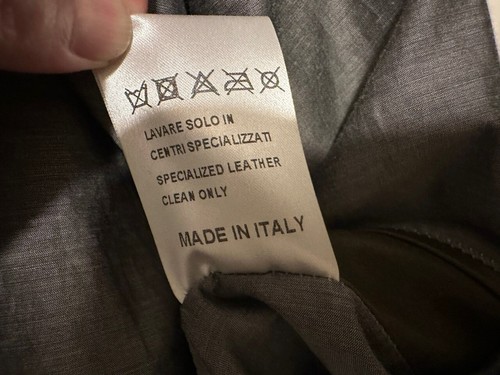 LAVARE SOLO IN
CENTRI SPECIALIZZATI
SPECIALIZED LEATHER
CLEAN ONLY
MADE IN ITALY